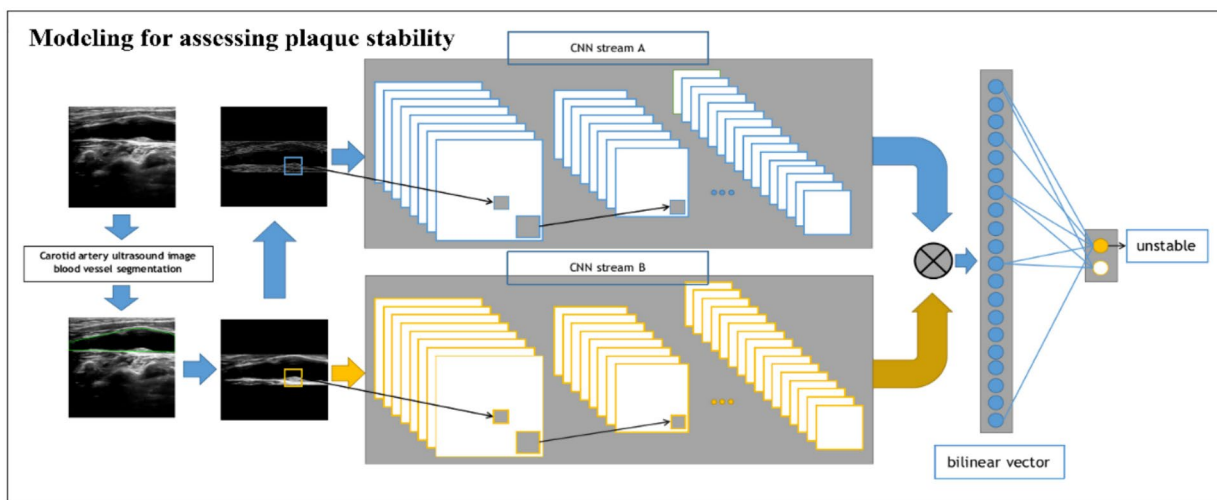 Modeling for assessing plaque stability
CNN stream A
Carotid artery ultrasound image
blood vessel segmentation
CNN stream B
unstable
bilinear vector